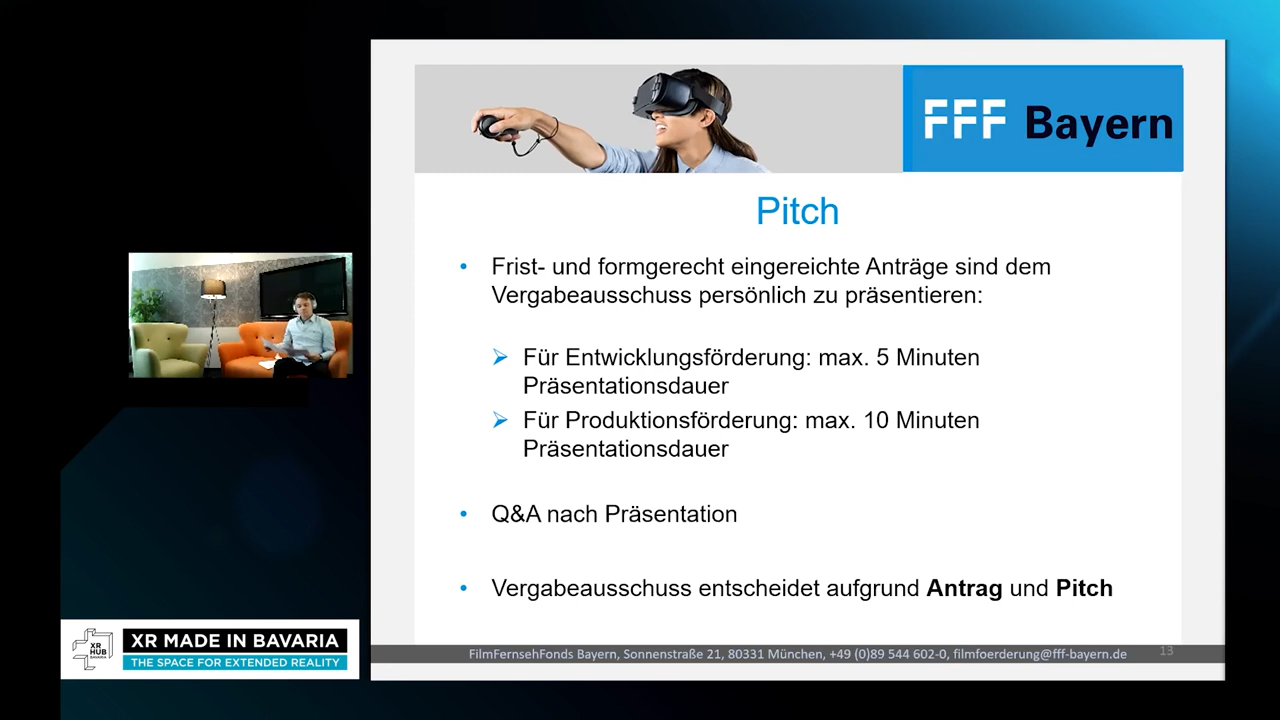 FFF Bayern
Pitch
• Frist- und formgerecht eingereichte Anträge sind dem
Vergabeausschuss persönlich zu präsentieren:
➢ Für Entwicklungsförderung: max. 5 Minuten
Präsentationsdauer
➢ Für Produktionsförderung: max. 10 Minuten
Präsentationsdauer
• Q&A nach Präsentation
• Vergabeausschuss entscheidet aufgrund Antrag und Pitch
FilmFernsehFonds Bayern, Sonnenstraße 21, 80331 München, +49 (0)89 544 602-0, filmfoerderung@fff-bayern.de
13
XR
HUB
BAVARIA
XR MADE IN BAVARIA
THE SPACE FOR EXTENDED REALITY